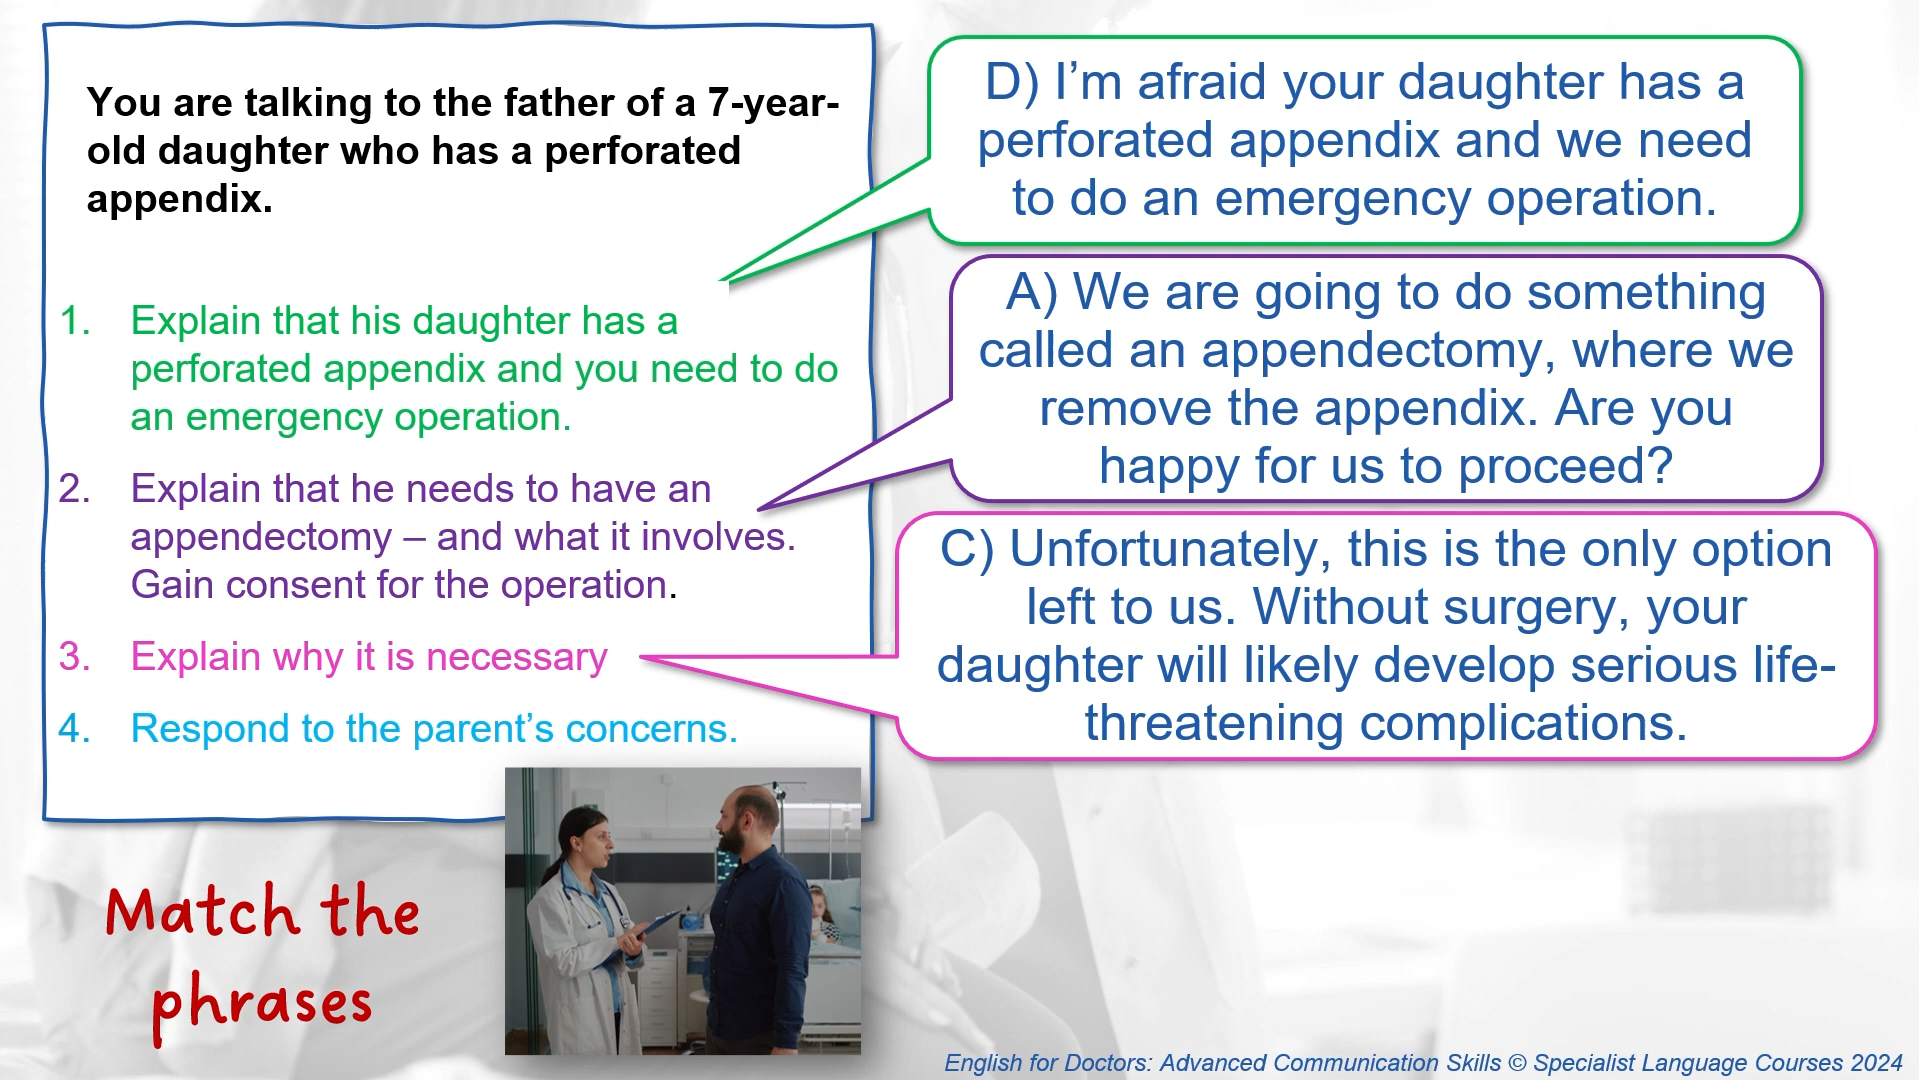 You are talking to the father of a 7-year-
old daughter who has a perforated
appendix.
1. Explain that his daughter has a
perforated appendix and you need to do
an emergency operation.
2. Explain that he needs to have an
appendectomy – and what it involves.
Gain consent for the operation.
3. Explain why it is necessary
4. Respond to the parent’s concerns.
Match the
phrases
D) I’m afraid your daughter has a
perforated appendix and we need
to do an emergency operation.
A) We are going to do something
called an appendectomy, where we
remove the appendix. Are you
happy for us to proceed?
C) Unfortunately, this is the only option
left to us. Without surgery, your
daughter will likely develop serious life-
threatening complications.
English for Doctors: Advanced Communication Skills © Specialist Language Courses 2024